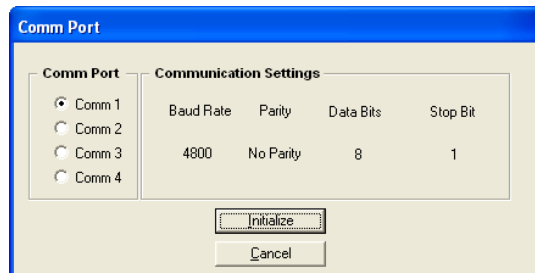 Comm Port
Comm Port
Comm 1
Comm 2
Comm 3
Comm 4
Communication Settings
Baud Rate Parity Data Bits Stop Bit
4800 No Parity 8 1
Initialize
Cancel